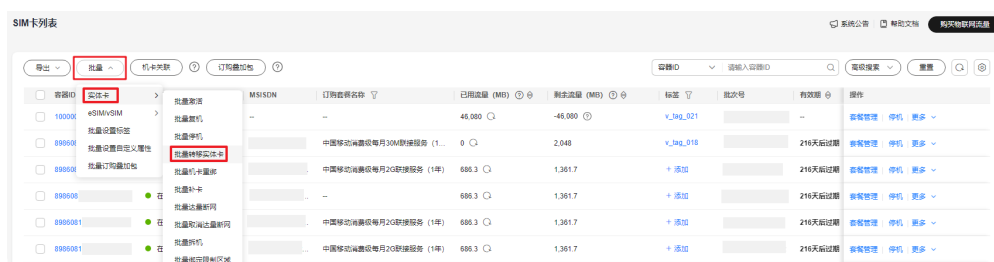 SIM卡列表
系统公告 帮助文档 购买物联网流量
导出 批量 机卡关联 订购叠加包 容器ID 请输入容器ID 高级搜索 重置
容器ID MSISDN 订购套餐名称 已用流量 (MB) 剩余流量 (MB) 标签 批次号 有效期 操作
实体卡
eSIM/vSIM
批量设置标签
批量设置自定义属性
批量订购叠加包
批量激活
批量复机
批量停机
批量转移实体卡
批量机卡重绑
批量补卡
批量达量断网
批量取消达量断网
批量拆机
批量绑定限制区域
10000 -- -- 46,080 -46,080 v_tag_021 -- 套餐管理 停机 更多
89860 中国移动消费级每月30M联接服务 (1... 0 2,048 v_tag_018 216天后过期 套餐管理 停机 更多
89860 . 中国移动消费级每月2G联接服务 (1年) 686.3 1,361.7 + 添加 216天后过期 套餐管理 停机 更多
898608 在 .. -- 686.3 1,361.7 + 添加 216天后过期 套餐管理 停机 更多
8986081 在 . 中国移动消费级每月2G联接服务 (1年) 686.3 1,361.7 + 添加 216天后过期 套餐管理 停机 更多
8986081 在 ... 中国移动消费级每月2G联接服务 (1年) 686.3 1,361.7 + 添加 216天后过期 套餐管理 停机 更多